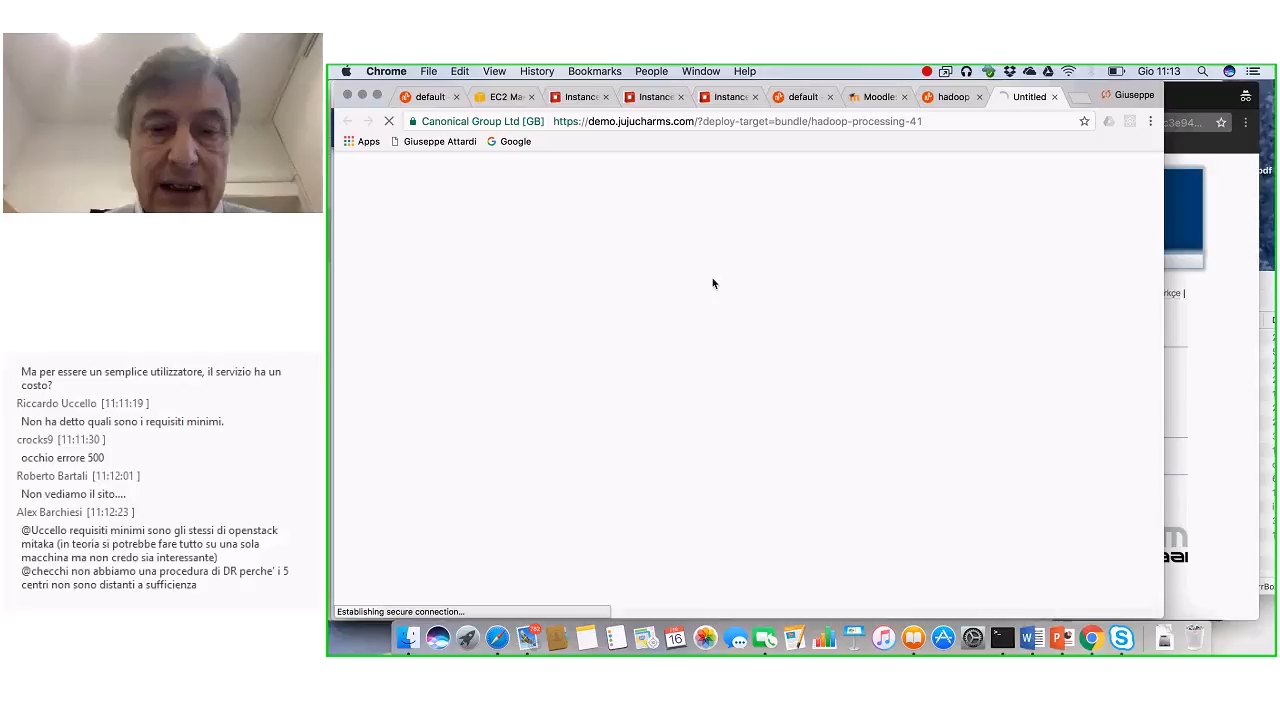 Chrome File Edit View History Bookmarks People Window Help Gio 11:13
default - EC2 Ma Instance Instance Instance default - Moodle: hadoop Untitled Giuseppe
Canonical Group Ltd [GB] https://demo.jujucharms.com/?deploy-target=bundle/hadoop-processing-41
c3e94...
Apps Giuseppe Attardi Google
pdf
rkçe |
Ma per essere un semplice utilizzatore, il servizio ha un
costo?
Riccardo Uccello [11:11:19 ]
Non ha detto quali sono i requisiti minimi.
crocks9 [11:11:30 ]
occhio errore 500
Roberto Bartali [11:12:01 ]
Non vediamo il sito....
Alex Barchiesi [11:12:23 ]
@Uccello requisiti minimi sono gli stessi di openstack
mitaka (in teoria si potrebbe fare tutto su una sola
macchina ma non credo sia interessante)
@checchi non abbiamo una procedura di DR perche' i 5
centri non sono distanti a sufficienza
aai
rrBo
Establishing secure connection...
16